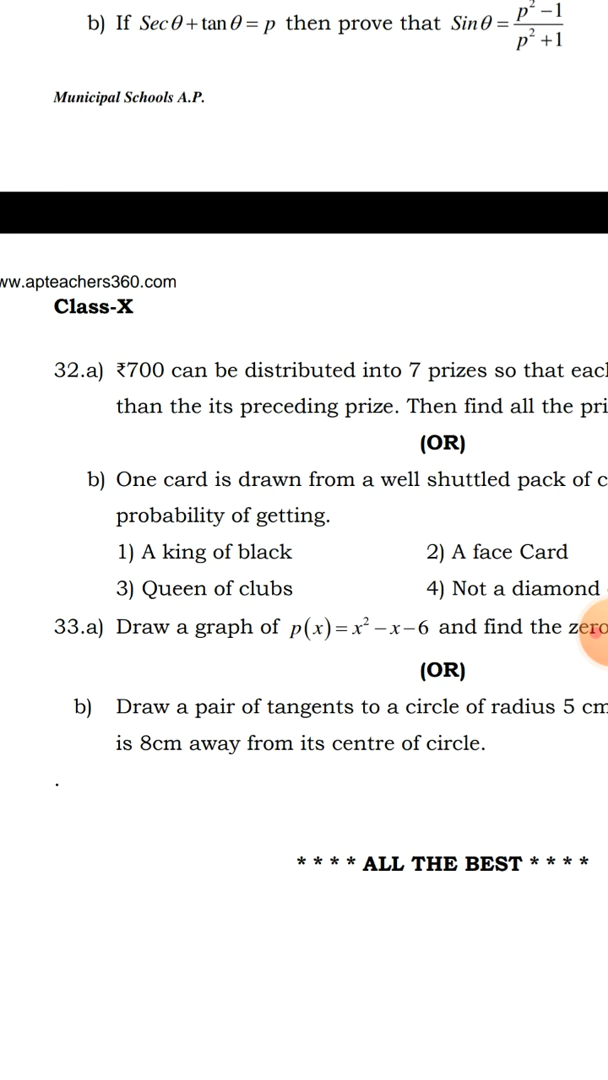 b) If Secθ + tanθ = p then prove that Sinθ = (p² − 1)/(p² + 1)
Municipal Schools A.P.
ww.apteachers360.com
Class-X
32.a) ₹700 can be distributed into 7 prizes so that eac
than the its preceding prize. Then find all the pri
(OR)
b) One card is drawn from a well shuttled pack of c
probability of getting.
1) A king of black 2) A face Card
3) Queen of clubs 4) Not a diamond
33.a) Draw a graph of p(x) = x² − x − 6 and find the zero
(OR)
b) Draw a pair of tangents to a circle of radius 5 cm
is 8cm away from its centre of circle.
.
* * * * ALL THE BEST * * * *